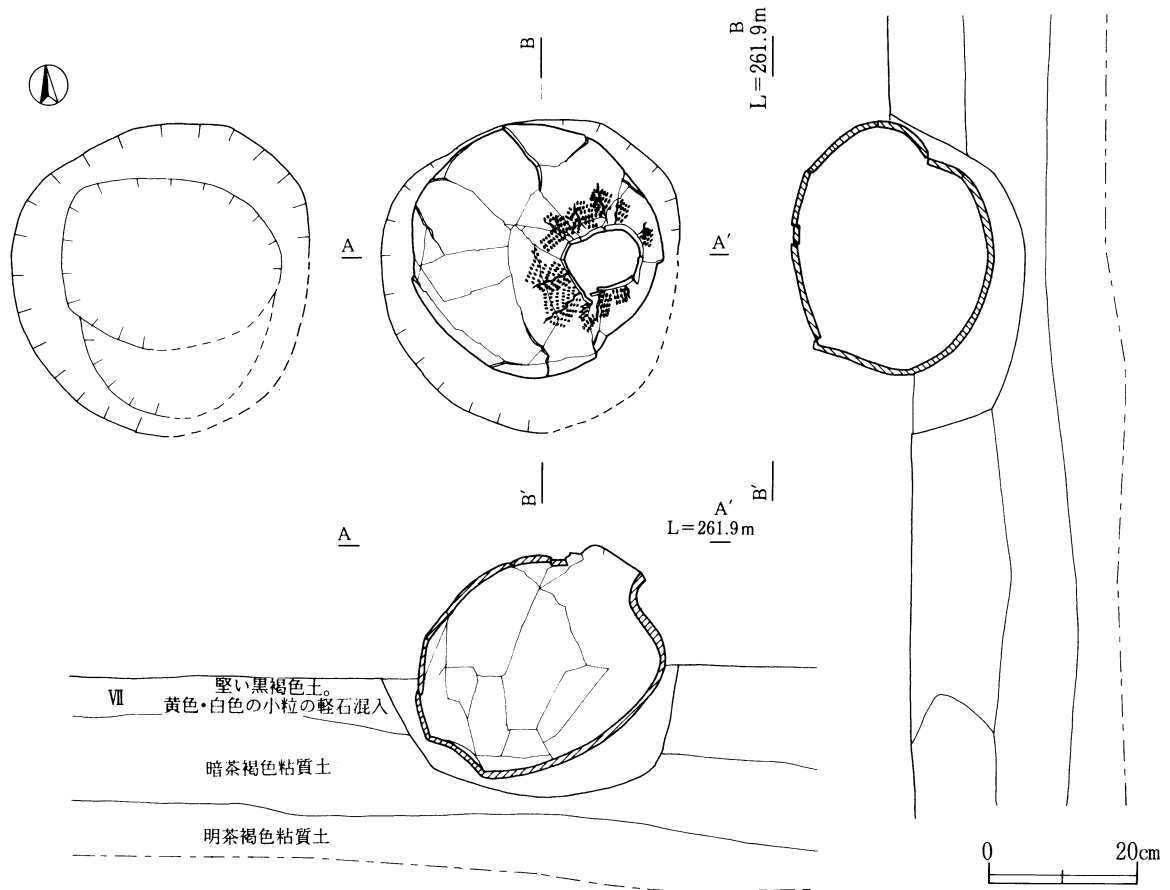 B
B
L=261.9m
A
A′
B′
B′
A
A′
L=261.9m
Ⅶ
堅い黒褐色土。
黄色・白色の小粒の軽石混入
暗茶褐色粘質土
明茶褐色粘質土
0
20cm